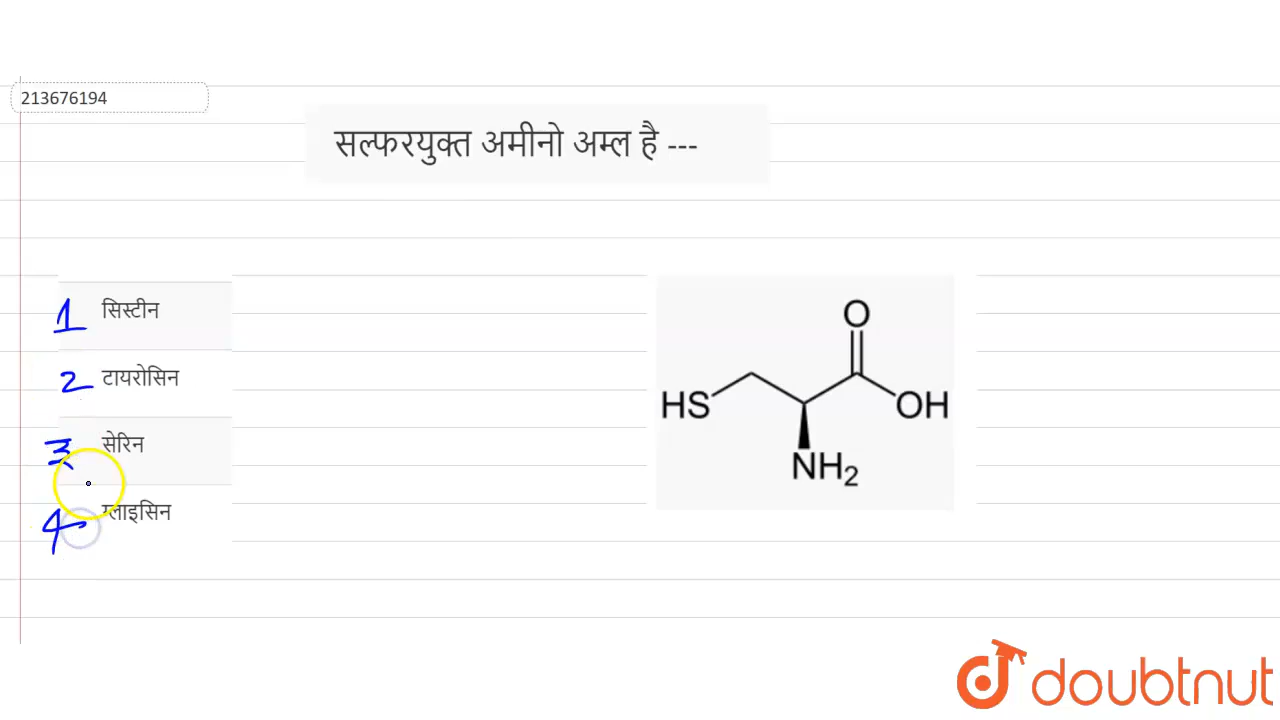 213676194
सल्फरयुक्त अमीनो अम्ल है ---
1 सिस्टीन
2 टायरोसिन
3 सेरिन
4 ग्लाइसिन
O
HS
OH
NH2
doubtnut